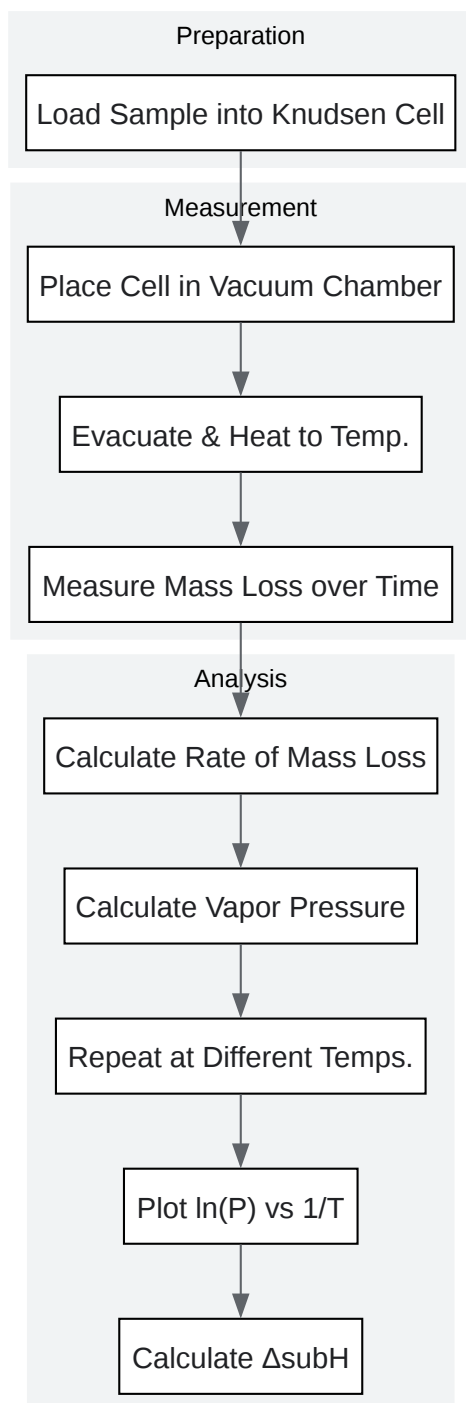 Preparation
Load Sample into Knudsen Cell
Measurement
Place Cell in Vacuum Chamber
Evacuate & Heat to Temp.
Measure Mass Loss over Time
Analysis
Calculate Rate of Mass Loss
Calculate Vapor Pressure
Repeat at Different Temps.
Plot ln(P) vs 1/T
Calculate ΔsubH